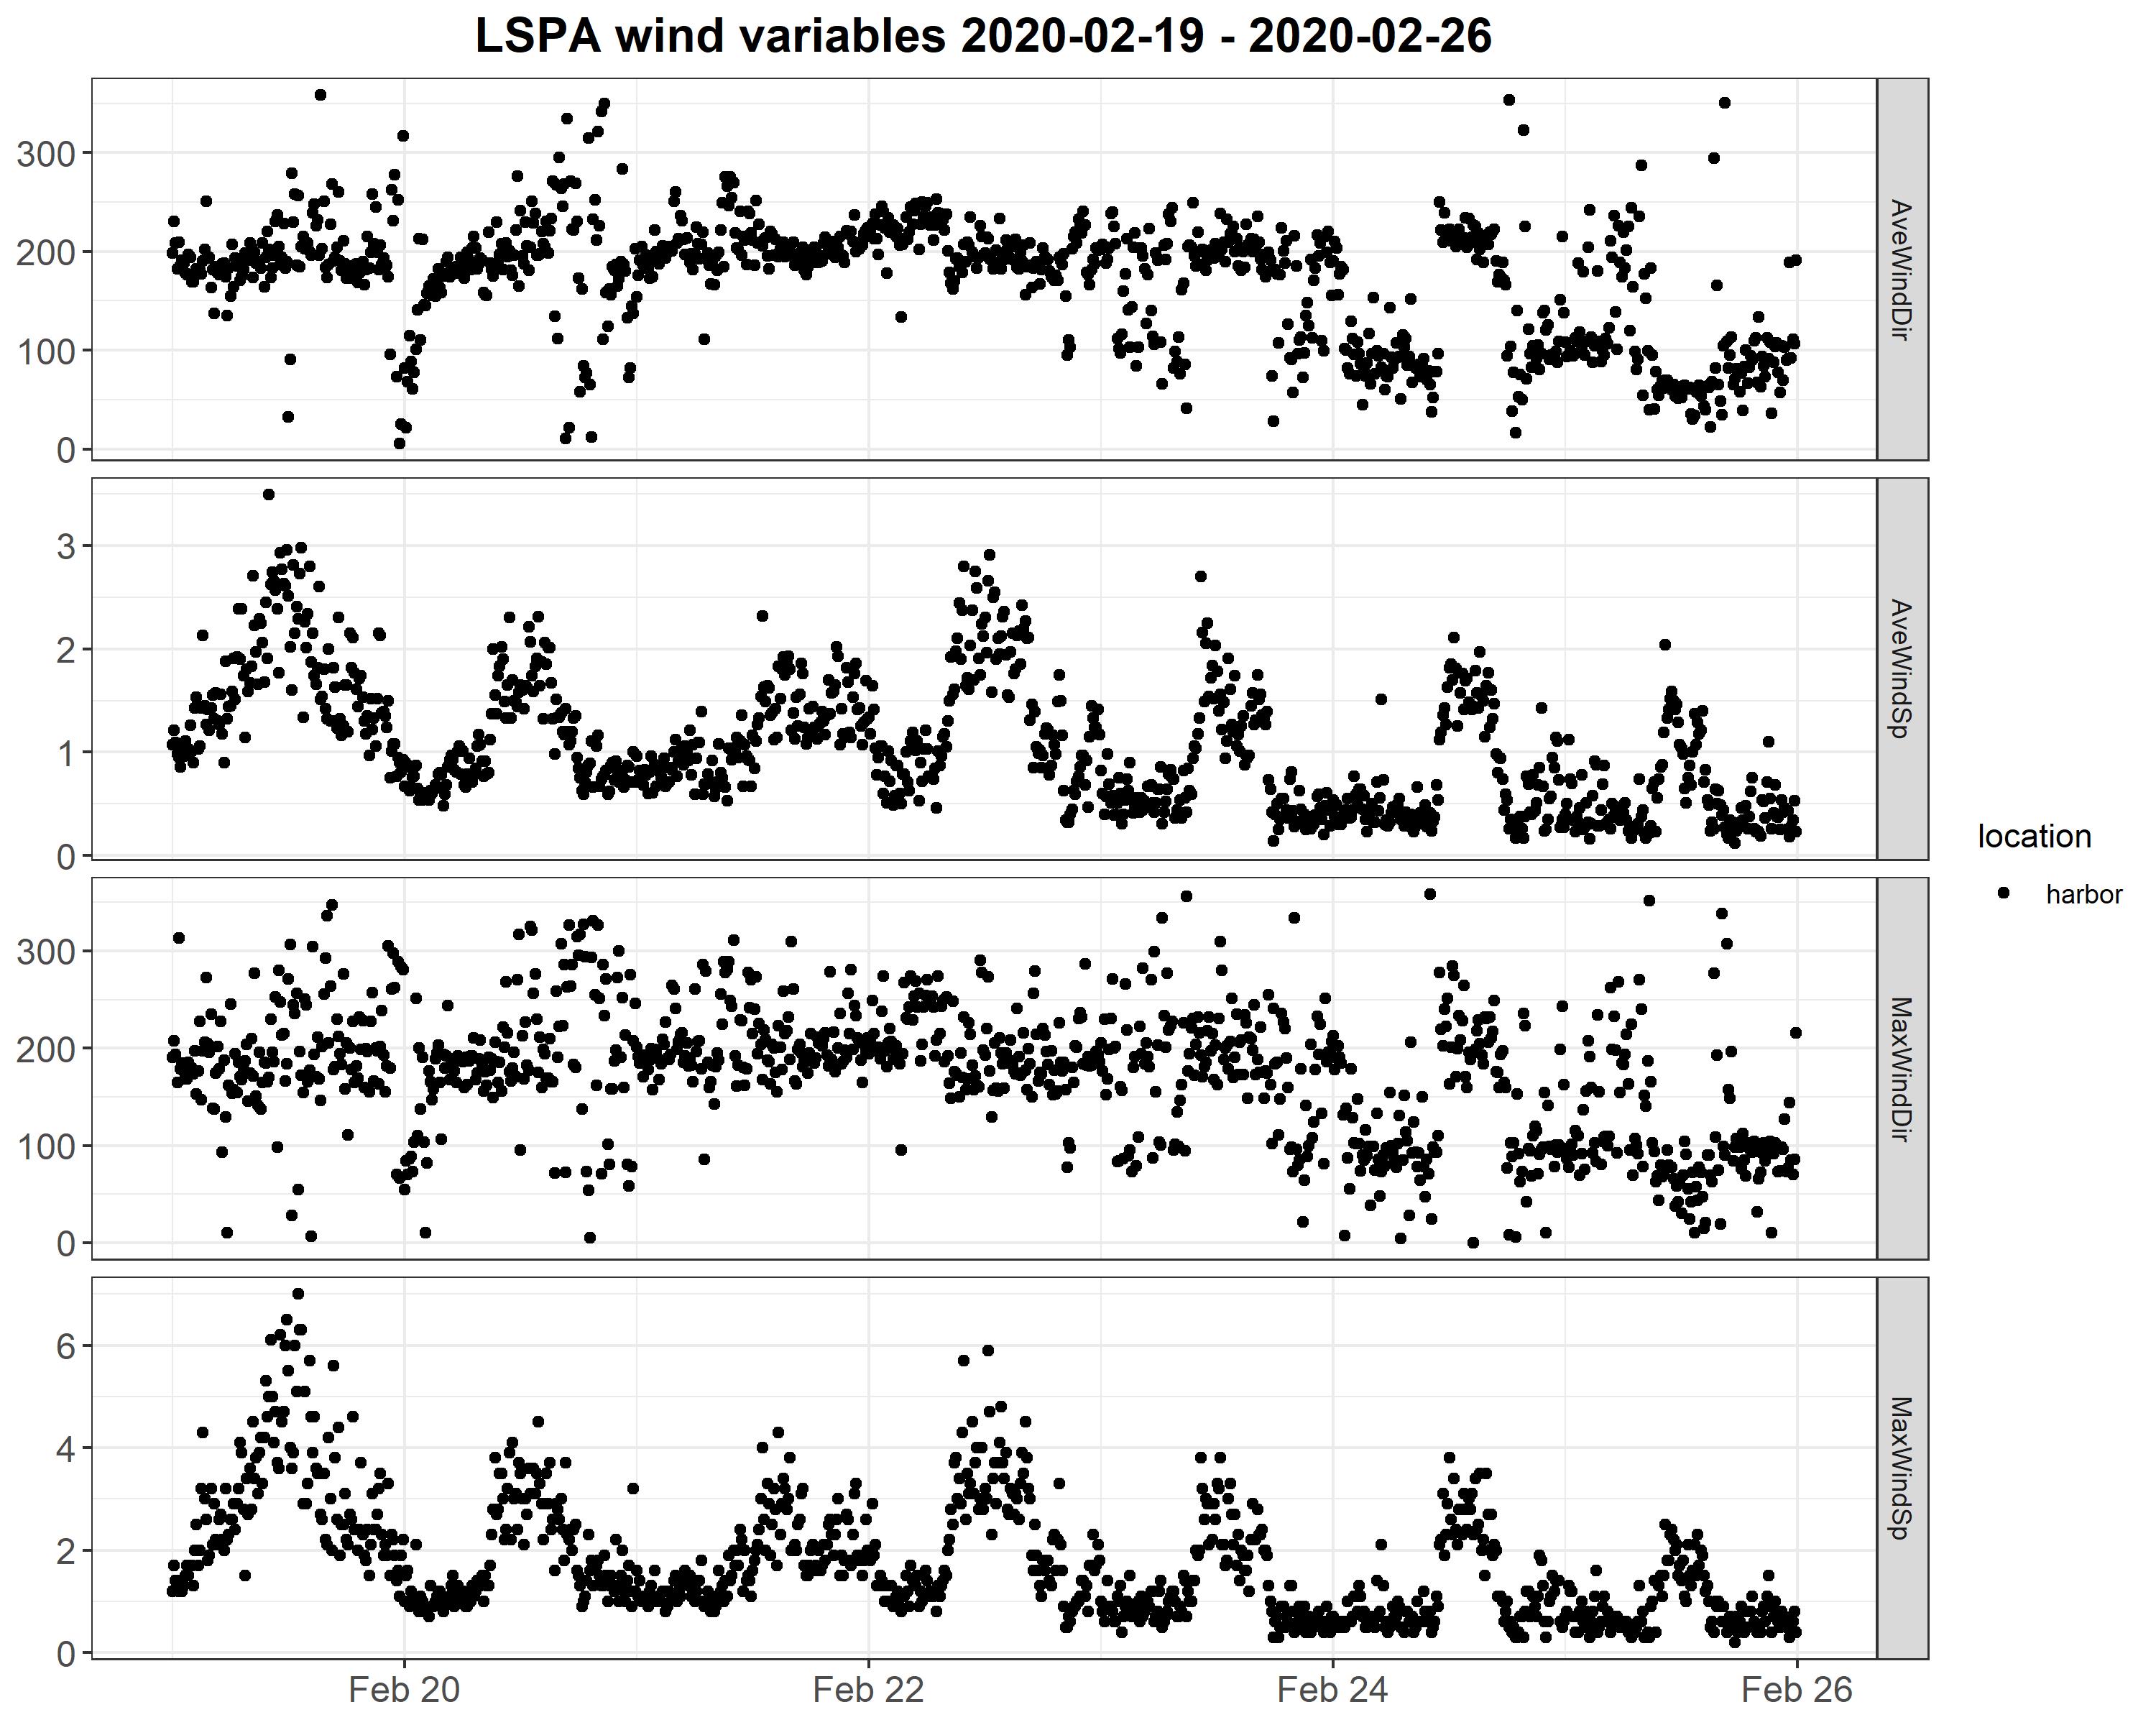 LSPA wind variables 2020-02-19 - 2020-02-26
300
200
100
0
AveWindDir
3
2
1
0
AveWindSp
300
200
100
0
MaxWindDir
6
4
2
0
MaxWindSp
Feb 20
Feb 22
Feb 24
Feb 26
location
harbor